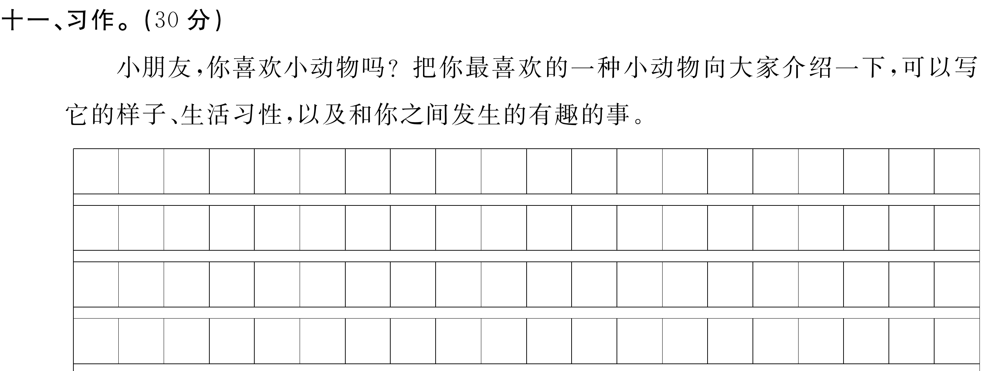 十一、习作。(30 分)
小朋友,你喜欢小动物吗?把你最喜欢的一种小动物向大家介绍一下,可以写
它的样子、生活习性,以及和你之间发生的有趣的事。